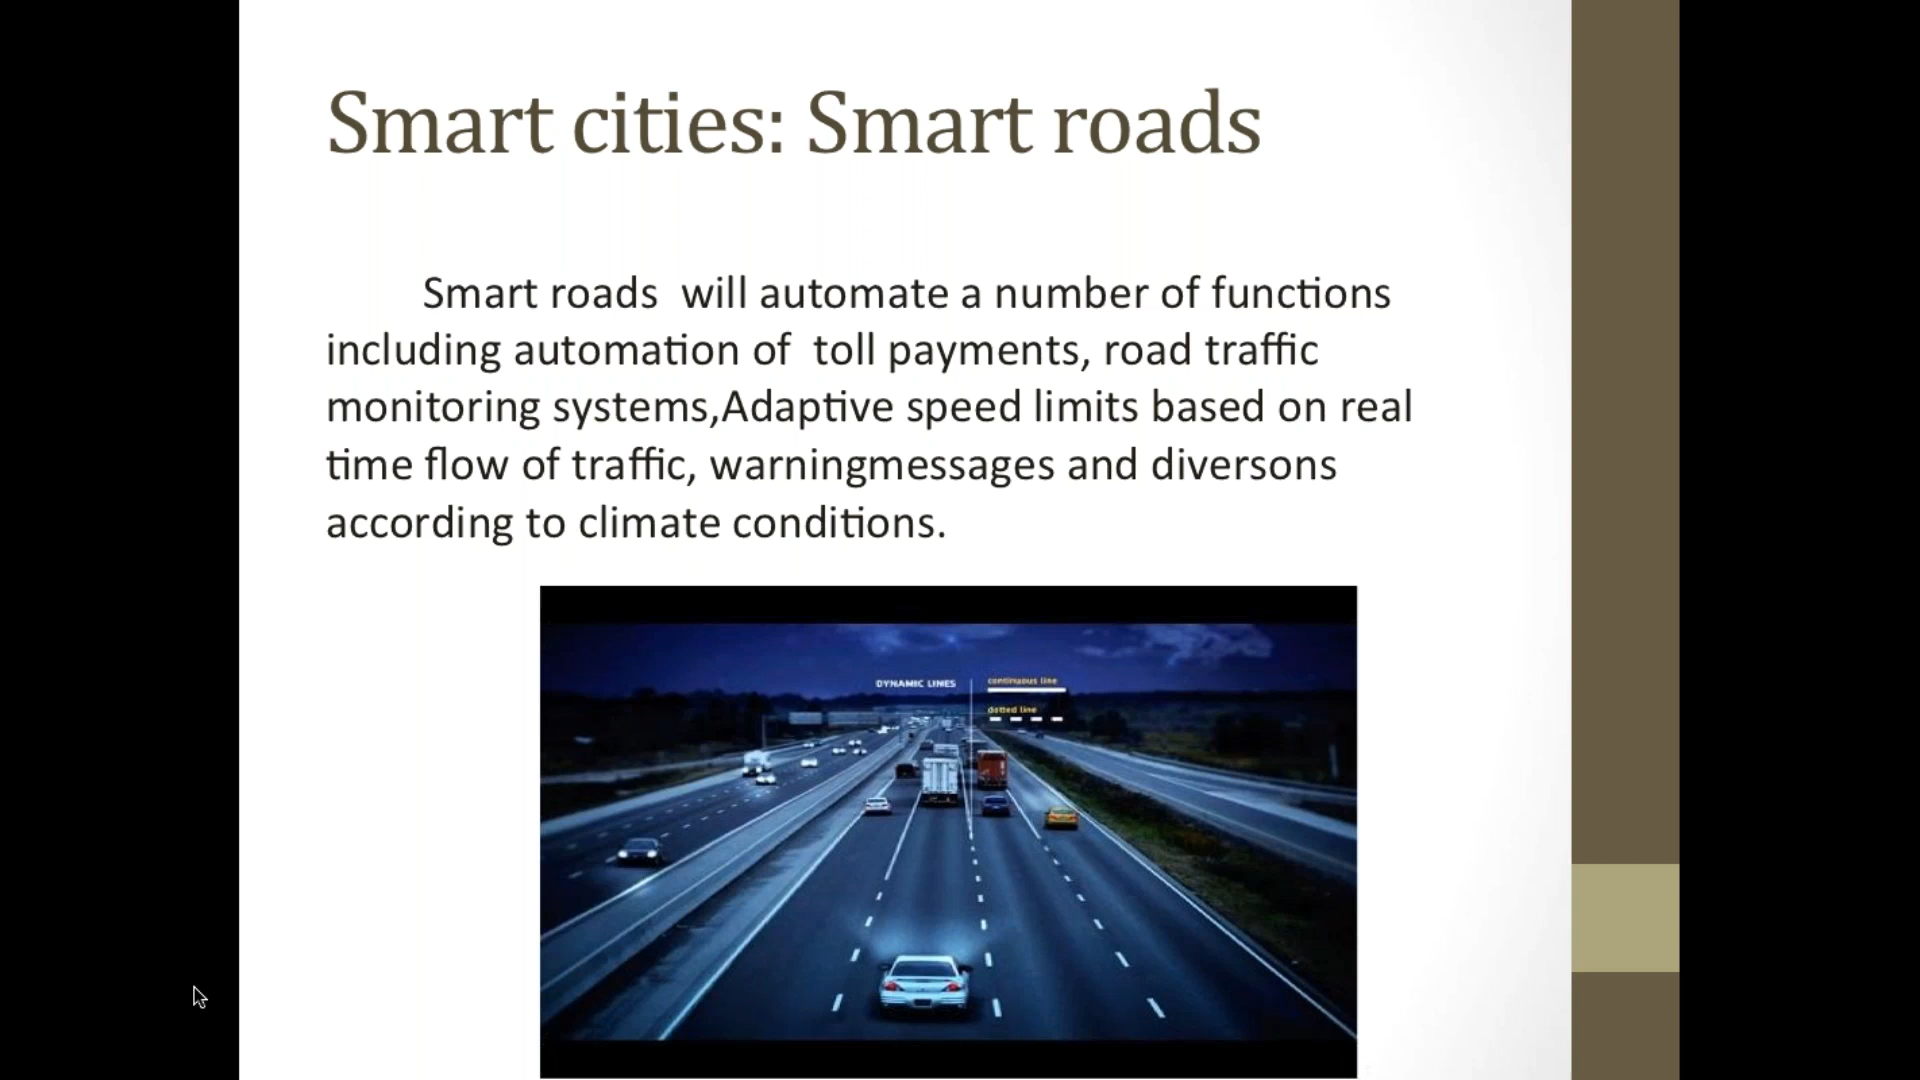 Smart cities: Smart roads
Smart roads will automate a number of functions
including automation of toll payments, road traffic
monitoring systems,Adaptive speed limits based on real
time flow of traffic, warningmessages and diversons
according to climate conditions.
DYNAMIC LINES
continuous line
dotted line